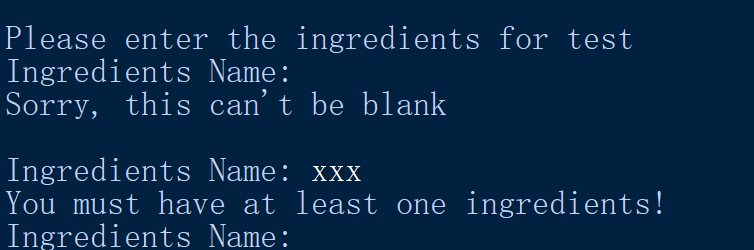 Please enter the ingredients for test
Ingredients Name:
Sorry, this can't be blank
Ingredients Name: xxx
You must have at least one ingredients!
Ingredients Name: